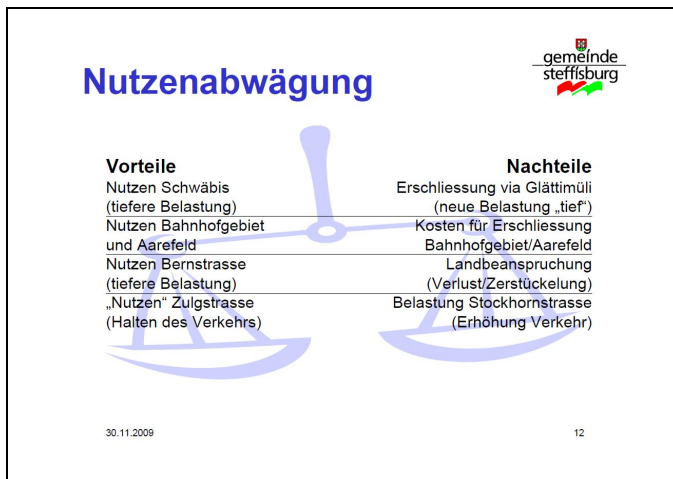 gemeinde
steffisburg
Nutzenabwägung
Vorteile
Nachteile
Nutzen Schwäbis
Erschliessung via Glättimüli
(tiefere Belastung)
(neue Belastung „tief“)
Nutzen Bahnhofgebiet
Kosten für Erschliessung
und Aarefeld
Bahnhofgebiet/Aarefeld
Nutzen Bernstrasse
Landbeanspruchung
(tiefere Belastung)
(Verlust/Zerstückelung)
„Nutzen“ Zulgstrasse
Belastung Stockhornstrasse
(Halten des Verkehrs)
(Erhöhung Verkehr)
30.11.2009
12